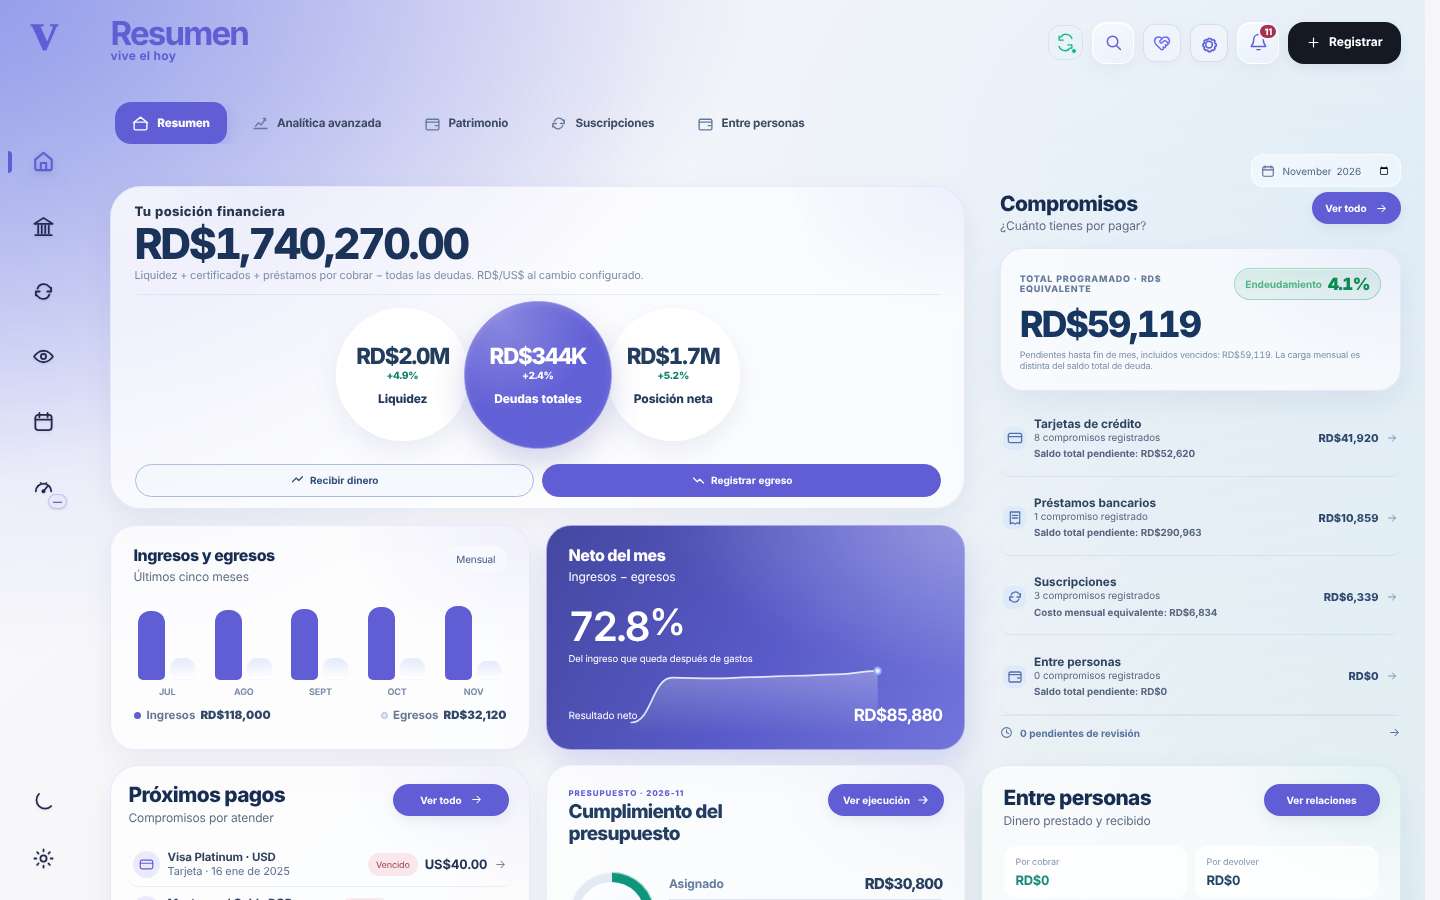 V
Resumen
vive el hoy
11
Registrar
Resumen
Analítica avanzada
Patrimonio
Suscripciones
Entre personas
November 2026
Tu posición financiera
RD$1,740,270.00
Liquidez + certificados + préstamos por cobrar – todas las deudas. RD$/US$ al cambio configurado.
RD$2.0M
+4.9%
Liquidez
RD$344K
+2.4%
Deudas totales
RD$1.7M
+5.2%
Posición neta
Recibir dinero
Registrar egreso
Compromisos
¿Cuánto tienes por pagar?
Ver todo
TOTAL PROGRAMADO · RD$
EQUIVALENTE
Endeudamiento 4.1%
RD$59,119
Pendientes hasta fin de mes, incluidos vencidos: RD$59,119. La carga mensual es
distinta del saldo total de deuda.
Tarjetas de crédito
8 compromisos registrados
Saldo total pendiente: RD$52,620
RD$41,920
Préstamos bancarios
1 compromiso registrado
Saldo total pendiente: RD$290,963
RD$10,859
Suscripciones
3 compromisos registrados
Costo mensual equivalente: RD$6,834
RD$6,339
Entre personas
0 compromisos registrados
Saldo total pendiente: RD$0
RD$0
0 pendientes de revisión
Ingresos y egresos
Últimos cinco meses
Mensual
JUL AGO SEPT OCT NOV
Ingresos RD$118,000
Egresos RD$32,120
Neto del mes
Ingresos – egresos
72.8%
Del ingreso que queda después de gastos
Resultado neto
RD$85,880
Próximos pagos
Compromisos por atender
Ver todo
Visa Platinum · USD
Tarjeta · 16 ene de 2025
Vencido
US$40.00
PRESUPUESTO · 2026-11
Cumplimiento del
presupuesto
Ver ejecución
Asignado
RD$30,800
Entre personas
Dinero prestado y recibido
Ver relaciones
Por cobrar
RD$0
Por devolver
RD$0